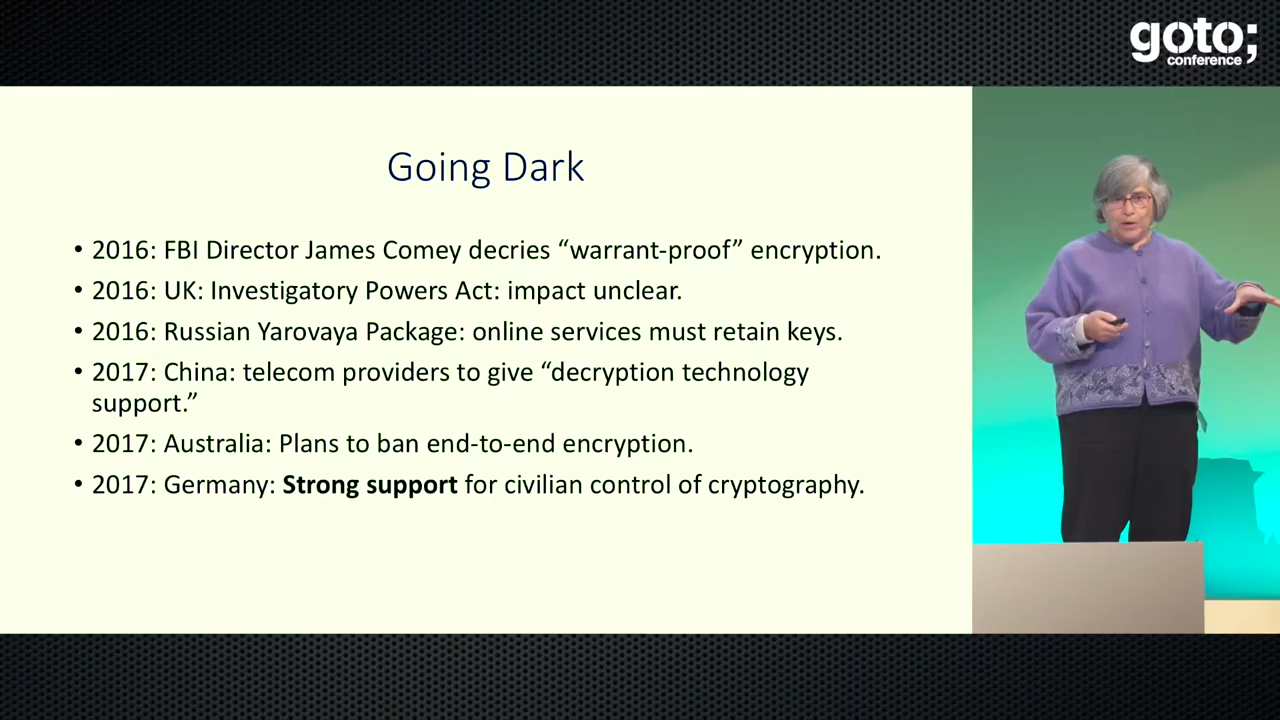 goto;
conference
Going Dark
• 2016: FBI Director James Comey decries “warrant-proof” encryption.
• 2016: UK: Investigatory Powers Act: impact unclear.
• 2016: Russian Yarovaya Package: online services must retain keys.
• 2017: China: telecom providers to give “decryption technology
support.”
• 2017: Australia: Plans to ban end-to-end encryption.
• 2017: Germany: Strong support for civilian control of cryptography.